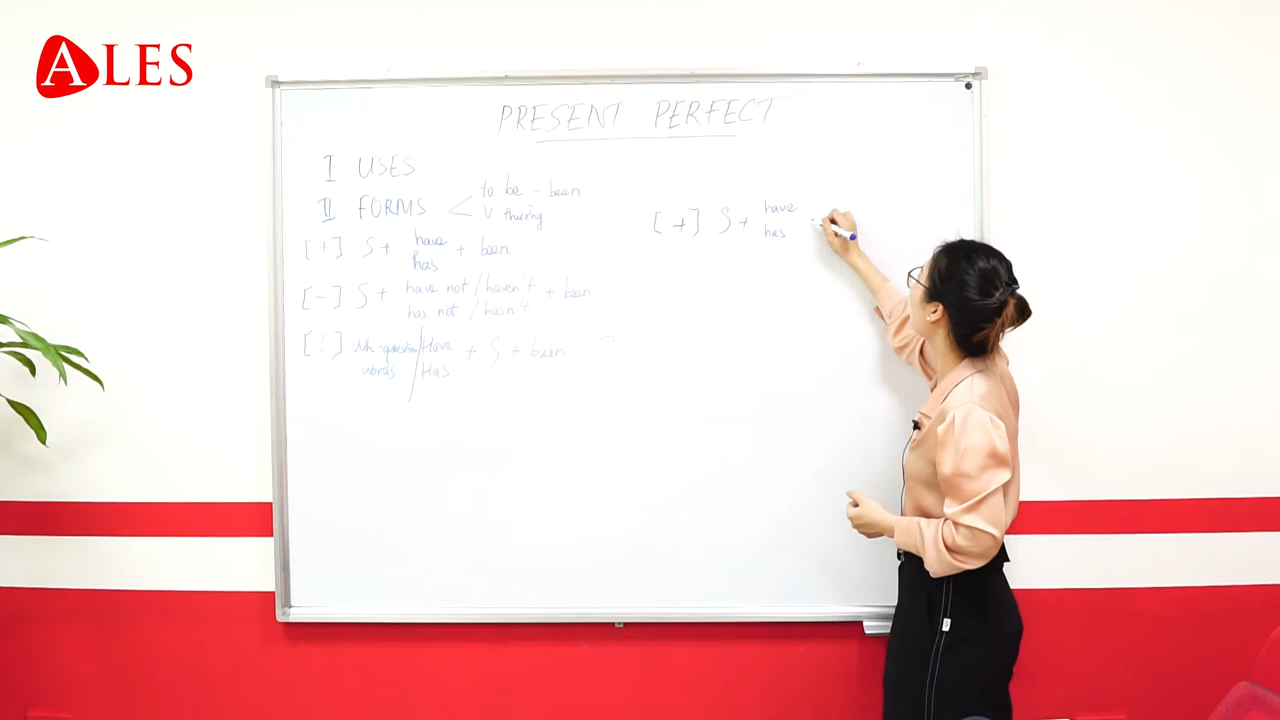 ALES
PRESENT PERFECT
I USES
II FORMS < to be - been
V thường
[+] S + have
has + been ...
[-] S + have not / haven't
has not / hasn't + been
[?] Wh-question
words / Have
Has + S + been ...?
[+] S + have
has